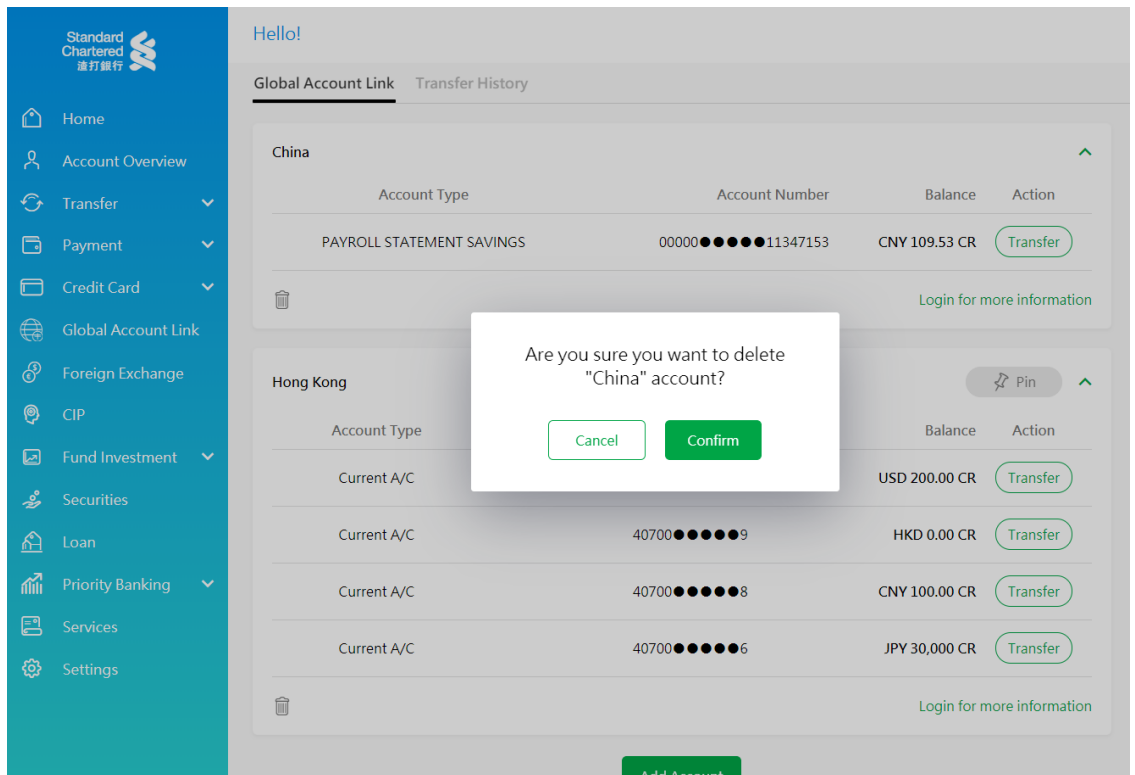 Standard
Chartered
渣打銀行
Home
Account Overview
Transfer
Payment
Credit Card
Global Account Link
Foreign Exchange
CIP
Fund Investment
Securities
Loan
Priority Banking
Services
Settings
Hello!
Global Account Link Transfer History
China
Account Type Account Number Balance Action
PAYROLL STATEMENT SAVINGS 00000●●●●●11347153 CNY 109.53 CR Transfer
Login for more information
Are you sure you want to delete
"China" account?
Cancel Confirm
Hong Kong Pin
Account Type Balance Action
Current A/C USD 200.00 CR Transfer
Current A/C 40700●●●●●9 HKD 0.00 CR Transfer
Current A/C 40700●●●●●8 CNY 100.00 CR Transfer
Current A/C 40700●●●●●6 JPY 30,000 CR Transfer
Login for more information
Add Account